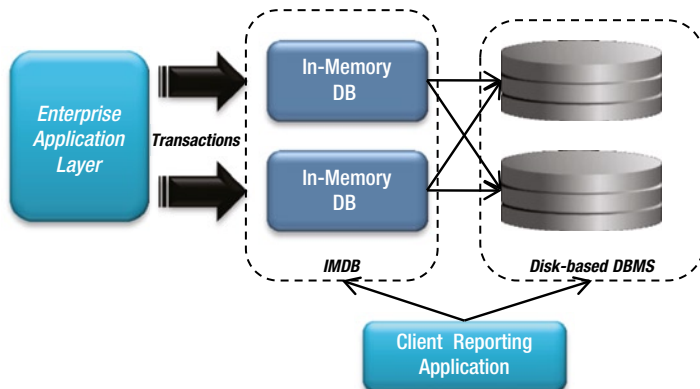 Enterprise
Application
Layer
Transactions
In-Memory
DB
In-Memory
DB
IMDB
Disk-based DBMS
Client Reporting
Application